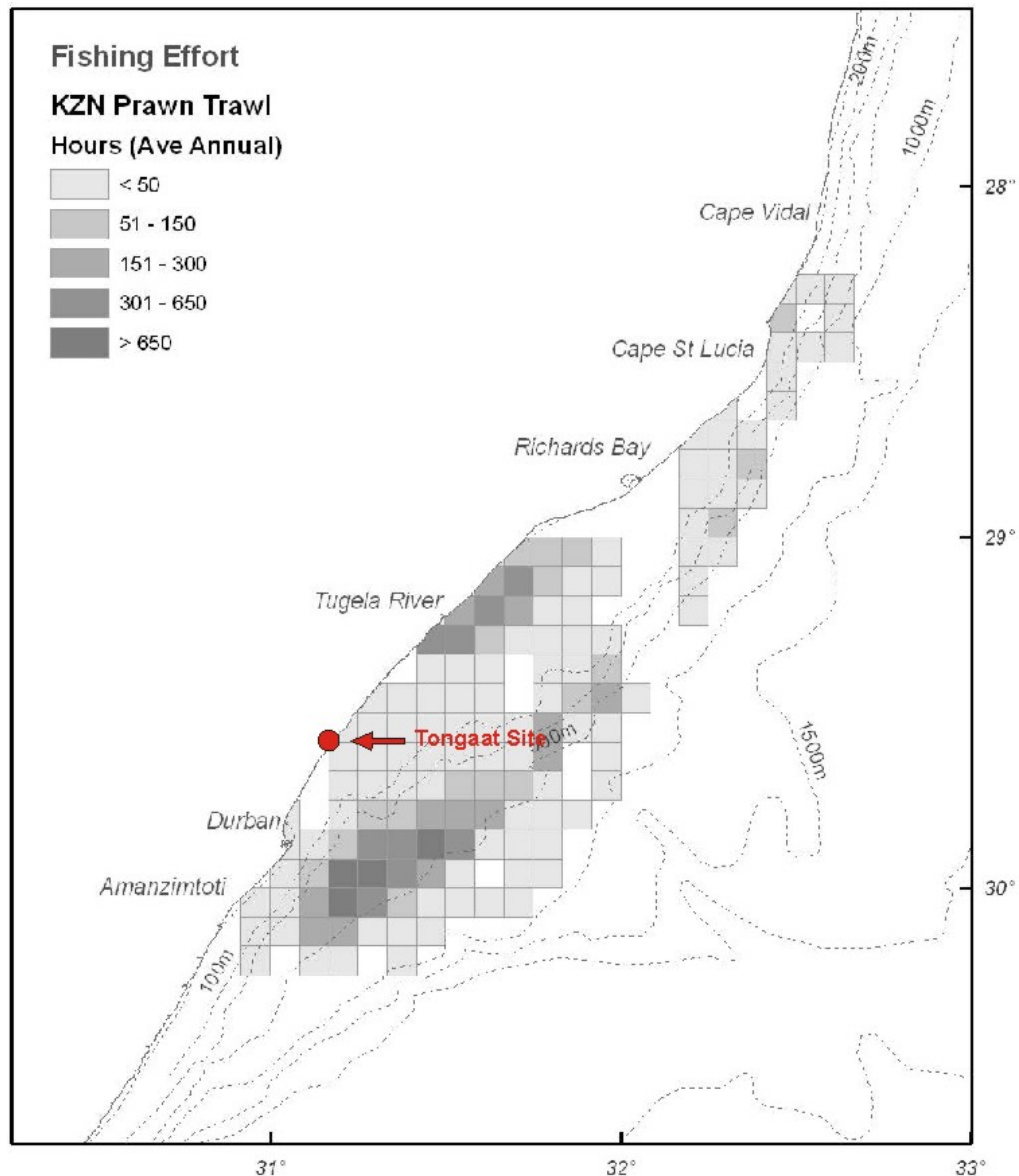 Fishing Effort
KZN Prawn Trawl
Hours (Ave Annual)
< 50
51 - 150
151 - 300
301 - 650
> 650
200m
1000m
28°
Cape Vidal
Cape St Lucia
Richards Bay
29°
Tugela River
Tongaat Site
1500m
Durban
Amanzimtoti
30°
100m
31°
32°
33°